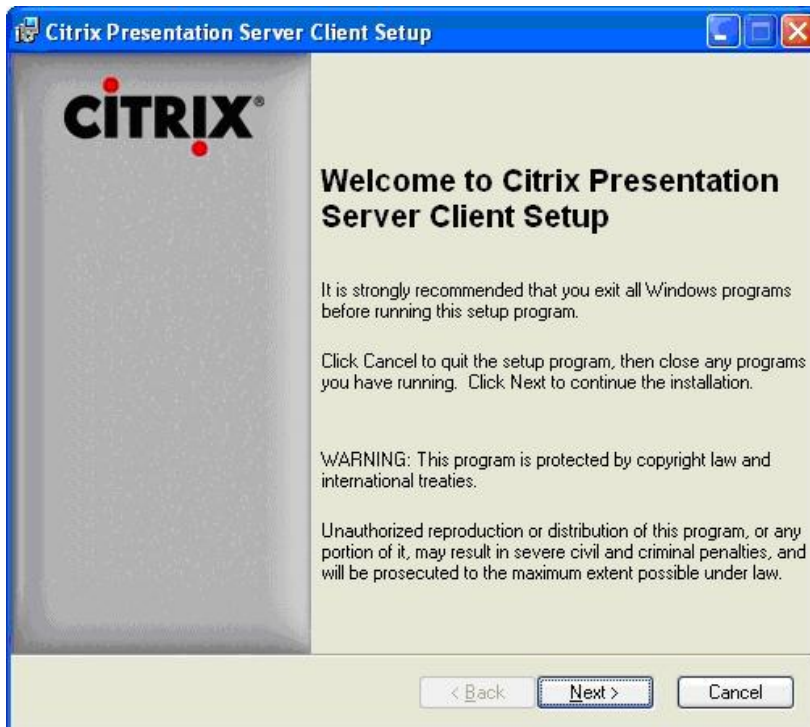 Citrix Presentation Server Client Setup
CiTRIX®
Welcome to Citrix Presentation
Server Client Setup
It is strongly recommended that you exit all Windows programs
before running this setup program.
Click Cancel to quit the setup program, then close any programs
you have running. Click Next to continue the installation.
WARNING: This program is protected by copyright law and
international treaties.
Unauthorized reproduction or distribution of this program, or any
portion of it, may result in severe civil and criminal penalties, and
will be prosecuted to the maximum extent possible under law.
< Back
Next >
Cancel